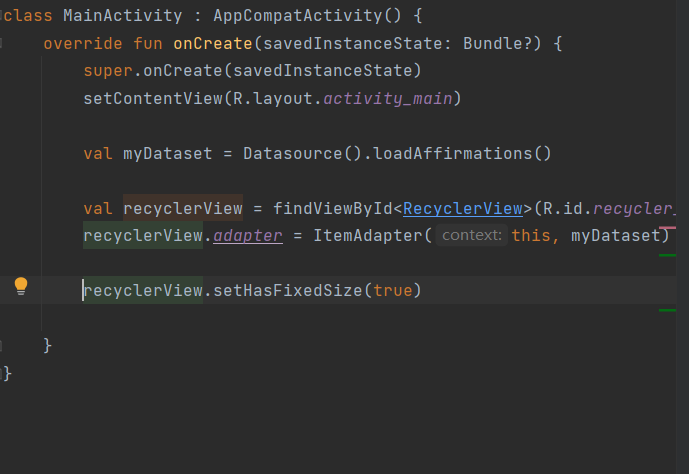 class MainActivity : AppCompatActivity() {
override fun onCreate(savedInstanceState: Bundle?) {
super.onCreate(savedInstanceState)
setContentView(R.layout.activity_main)
val myDataset = Datasource().loadAffirmations()
val recyclerView = findViewById<RecyclerView>(R.id.recycler_
recyclerView.adapter = ItemAdapter( context: this, myDataset)
recyclerView.setHasFixedSize(true)
}
}